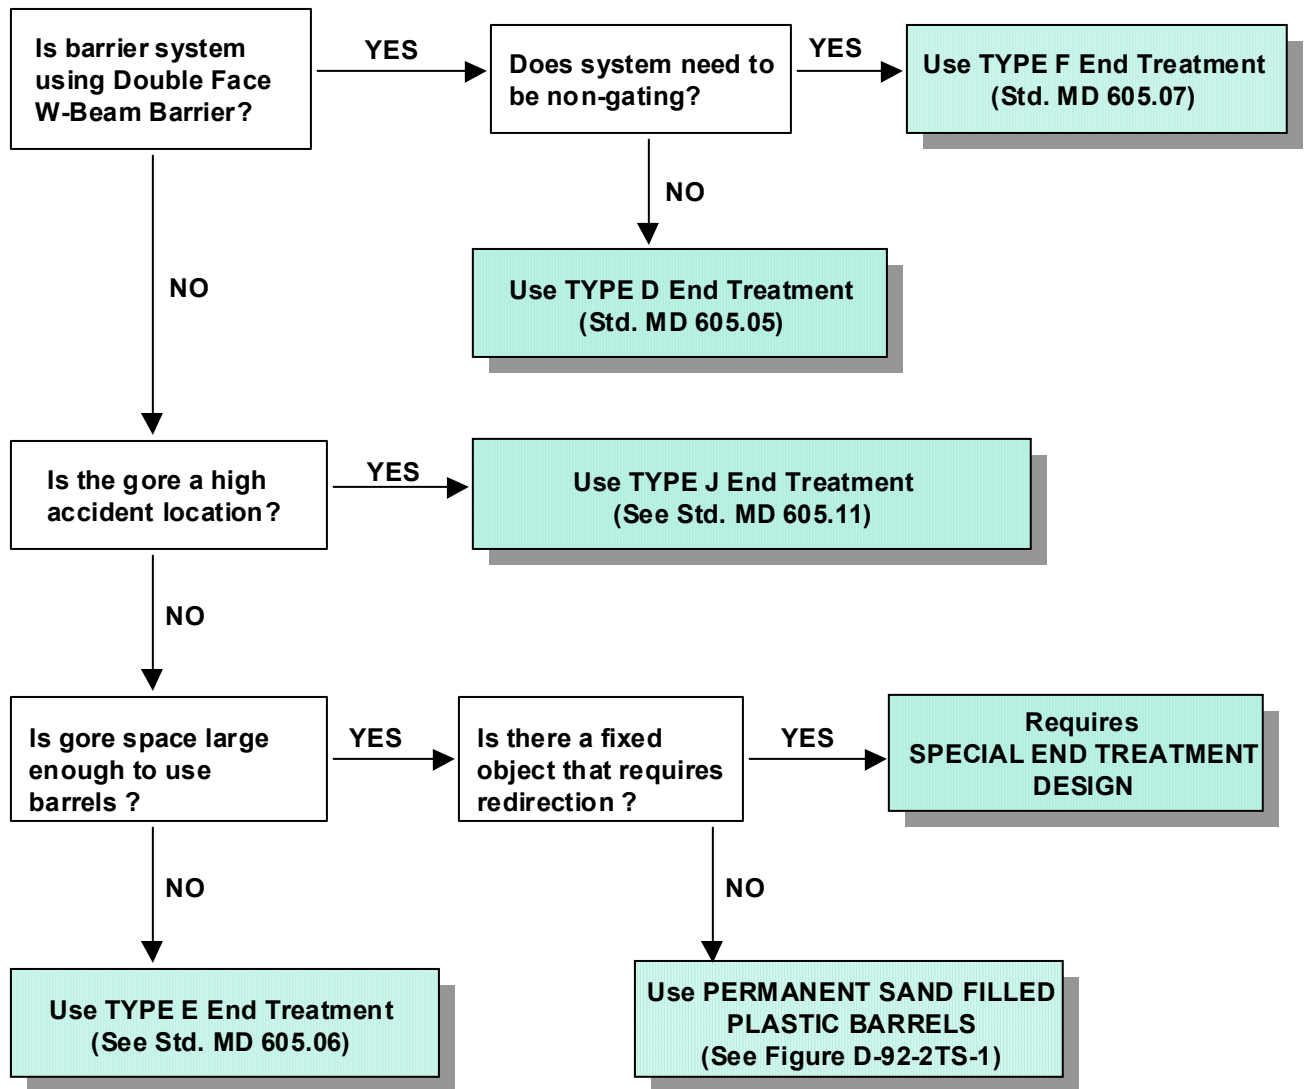 Is barrier system
using Double Face
W-Beam Barrier?
YES
Does system need to
be non-gating?
YES
Use TYPE F End Treatment
(Std. MD 605.07)
NO
Use TYPE D End Treatment
(Std. MD 605.05)
NO
Is the gore a high
accident location?
YES
Use TYPE J End Treatment
(See Std. MD 605.11)
NO
Is gore space large
enough to use
barrels ?
YES
Is there a fixed
object that requires
redirection ?
YES
Requires
SPECIAL END TREATMENT
DESIGN
NO
NO
Use TYPE E End Treatment
(See Std. MD 605.06)
Use PERMANENT SAND FILLED
PLASTIC BARRELS
(See Figure D-92-2TS-1)